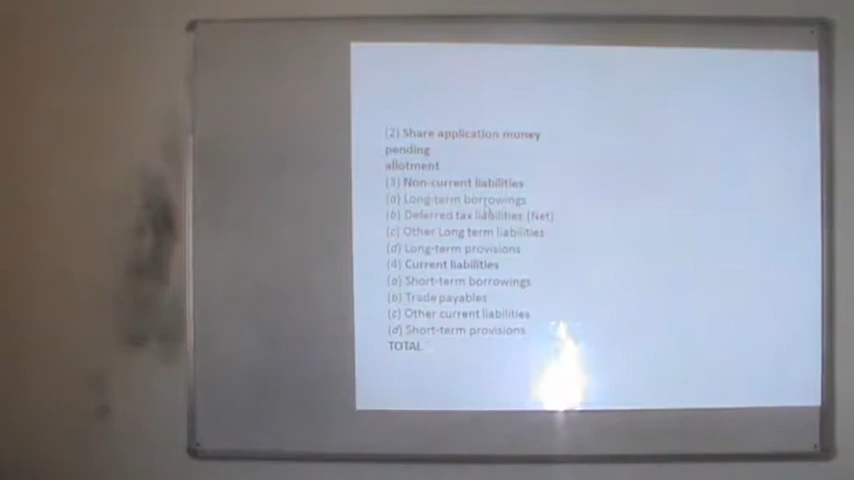 (2) Share application money
pending
allotment
(3) Non-current liabilities
(a) Long-term borrowings
(b) Deferred tax liabilities (Net)
(c) Other Long term liabilities
(d) Long-term provisions
(4) Current liabilities
(a) Short-term borrowings
(b) Trade payables
(c) Other current liabilities
(d) Short-term provisions
TOTAL